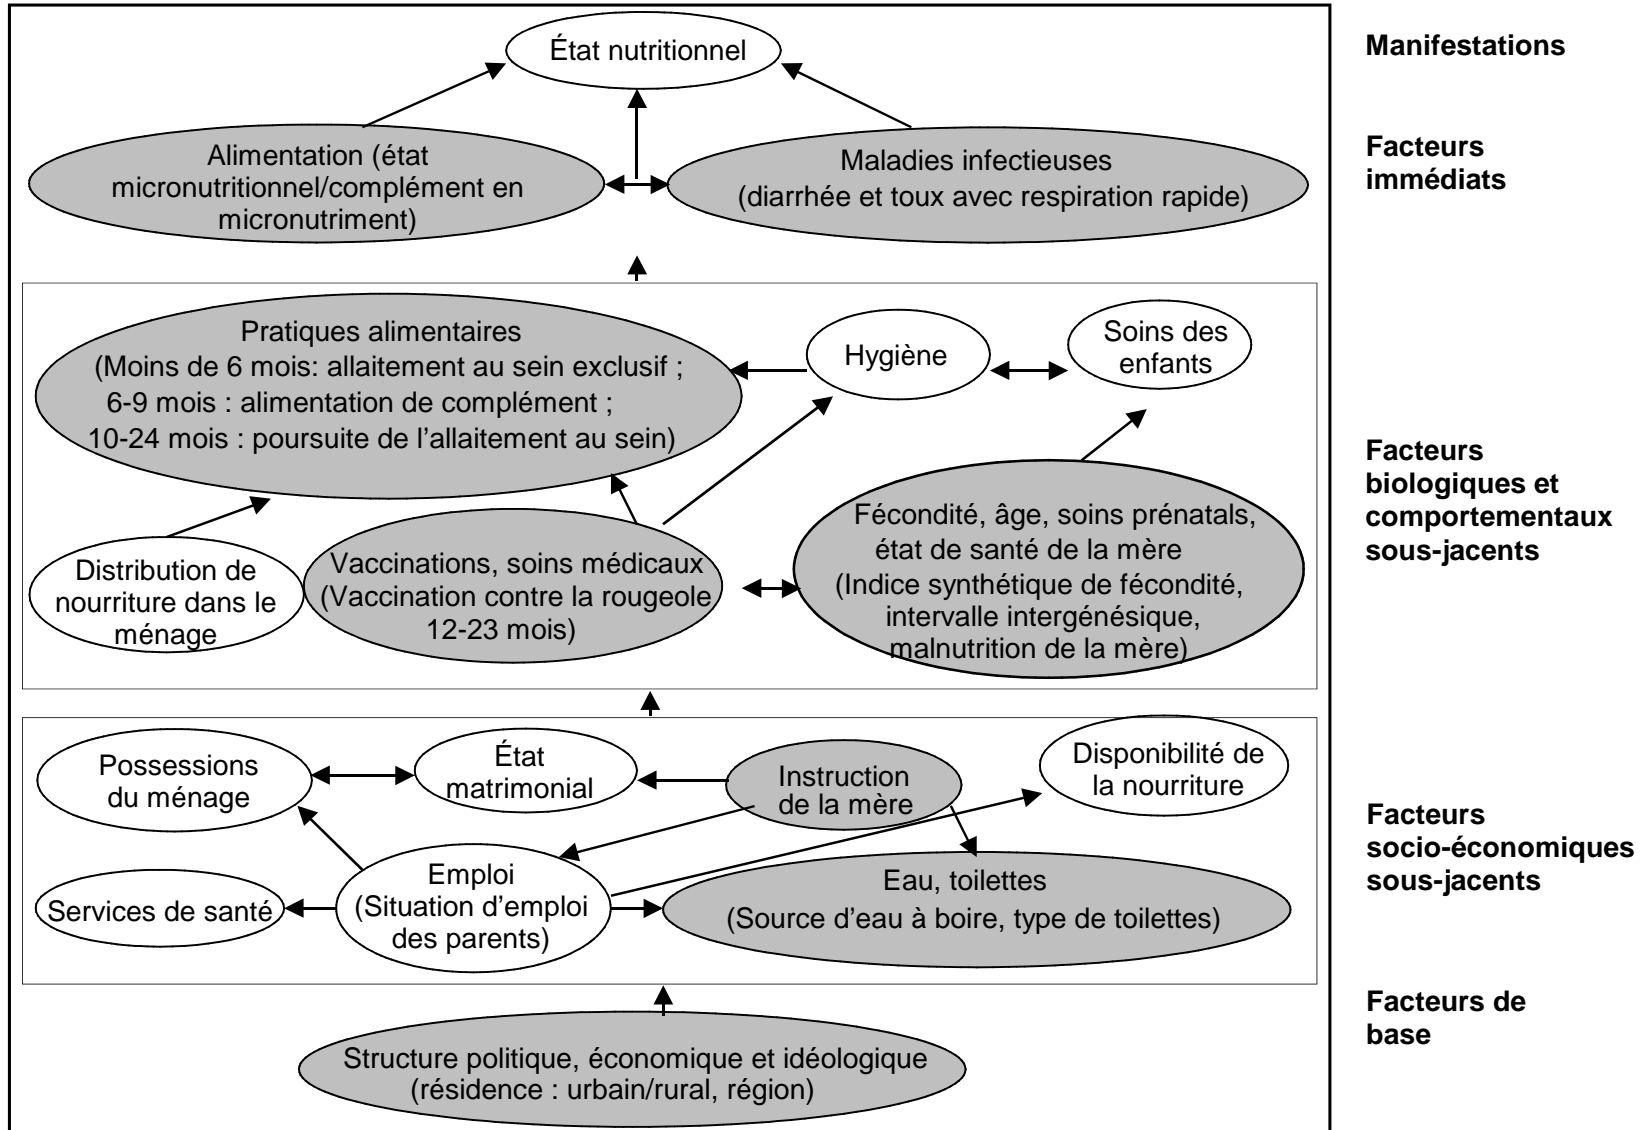 État nutritionnel
Manifestations
Alimentation (état
micronutritionnel/complément en
micronutriment)
Maladies infectieuses
(diarrhée et toux avec respiration rapide)
Facteurs
immédiats
Pratiques alimentaires
(Moins de 6 mois: allaitement au sein exclusif ;
6-9 mois : alimentation de complément ;
10-24 mois : poursuite de l’allaitement au sein)
Hygiène
Soins des
enfants
Distribution de
nourriture dans le
ménage
Vaccinations, soins médicaux
(Vaccination contre la rougeole
12-23 mois)
Fécondité, âge, soins prénatals,
état de santé de la mère
(Indice synthétique de fécondité,
intervalle intergénésique,
malnutrition de la mère)
Facteurs
biologiques et
comportementaux
sous-jacents
Possessions
du ménage
État
matrimonial
Instruction
de la mère
Disponibilité de
la nourriture
Services de santé
Emploi
(Situation d’emploi
des parents)
Eau, toilettes
(Source d’eau à boire, type de toilettes)
Facteurs
socio-économiques
sous-jacents
Structure politique, économique et idéologique
(résidence : urbain/rural, région)
Facteurs de
base